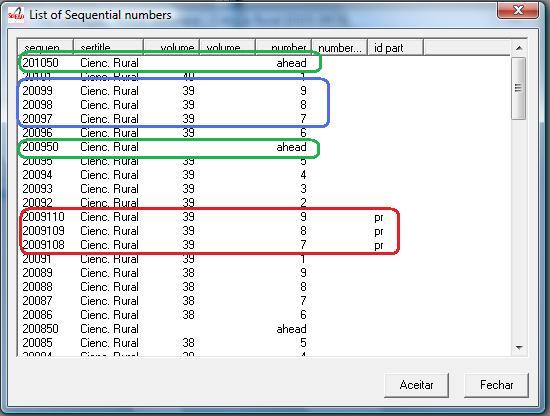 List of Sequential numbers
sequen... sertitle volume volume ... number number... id part
201050 Cienc. Rural ahead
20101 Cienc. Rural 40 1
20099 Cienc. Rural 39 9
20098 Cienc. Rural 39 8
20097 Cienc. Rural 39 7
20096 Cienc. Rural 39 6
200950 Cienc. Rural ahead
20095 Cienc. Rural 39 5
20094 Cienc. Rural 39 4
20093 Cienc. Rural 39 3
20092 Cienc. Rural 39 2
2009110 Cienc. Rural 39 9 pr
2009109 Cienc. Rural 39 8 pr
2009108 Cienc. Rural 39 7 pr
20091 Cienc. Rural 39 1
20089 Cienc. Rural 38 9
20088 Cienc. Rural 38 8
20087 Cienc. Rural 38 7
20086 Cienc. Rural 38 6
200850 Cienc. Rural ahead
20085 Cienc. Rural 38 5
20084 Cienc. Rural 38 4
Aceitar Fechar